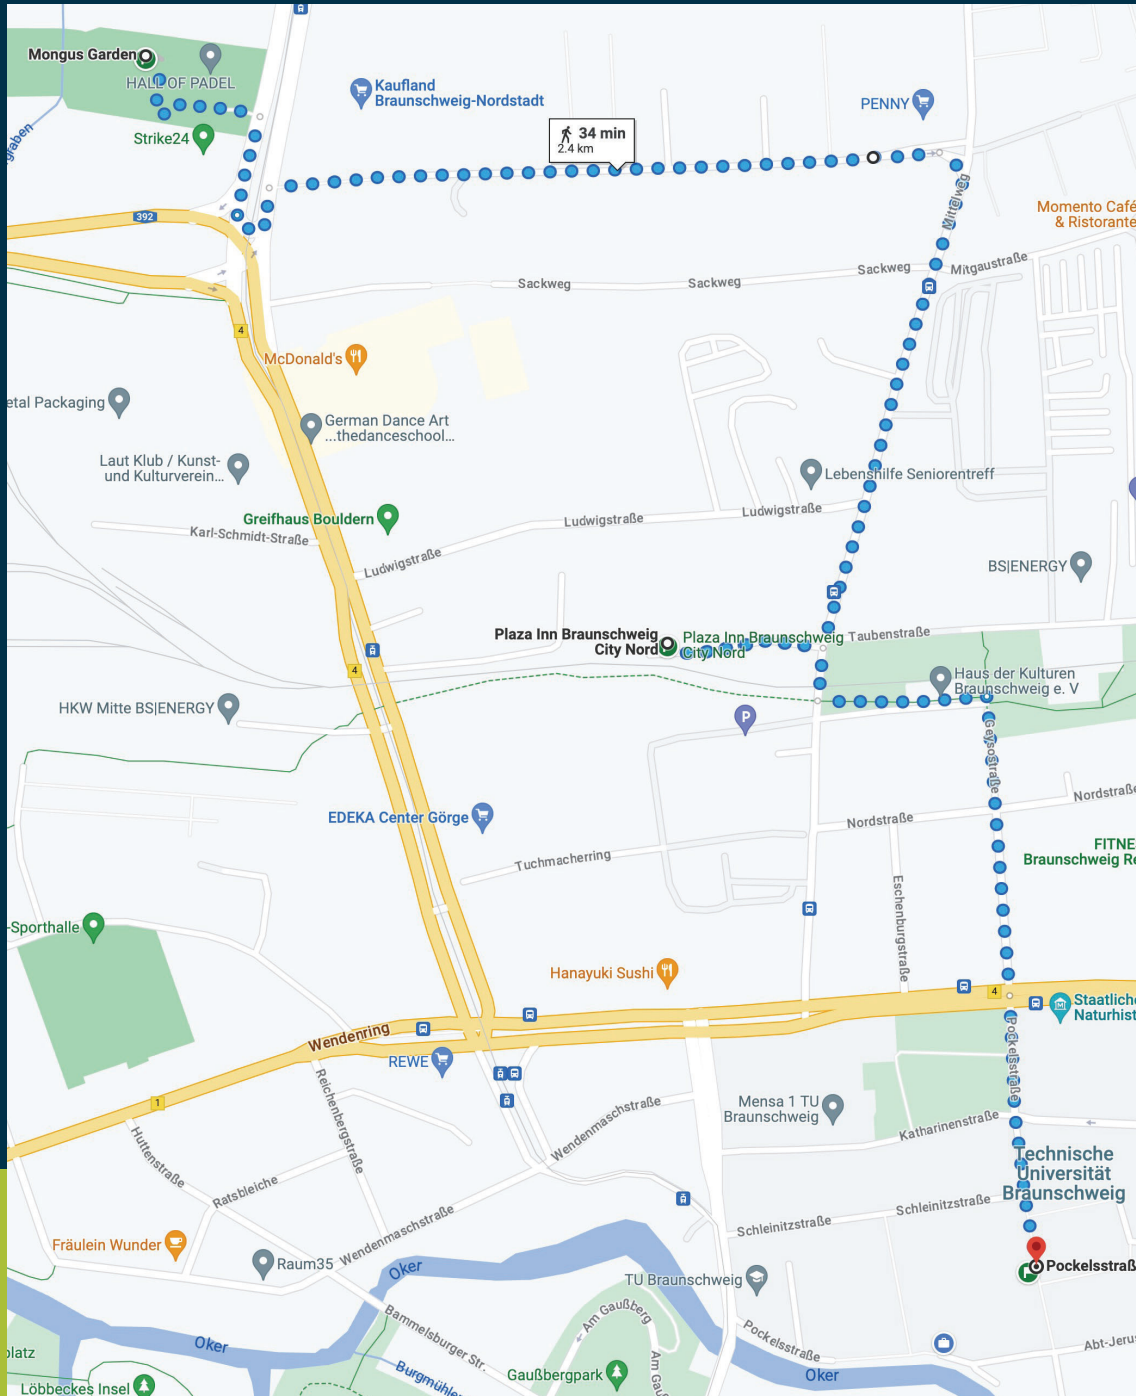 Mongus Garden
HALL OF PADEL
Kaufland
Braunschweig-Nordstadt
PENNY
Strike24
34 min
2.4 km
graben
392
Mittelweg
Momento Café
& Ristorante
Sackweg
Sackweg
Sackweg
Mitgaustraße
4
McDonald's
etal Packaging
German Dance Art
...thedanceschool...
Laut Klub / Kunst-
und Kulturverein...
Lebenshilfe Seniorentreff
Greifhaus Bouldern
Ludwigstraße
Ludwigstraße
Karl-Schmidt-Straße
Ludwigstraße
BS|ENERGY
Plaza Inn Braunschweig
City Nord
Plaza Inn Braunschweig
City Nord
Taubenstraße
4
Haus der Kulturen
Braunschweig e. V
HKW Mitte BS|ENERGY
P
Geysostraße
Nordstraße
Nordstraße
EDEKA Center Görge
FITNE
Braunschweig Re
Tuchmacherring
Eschenburgstraße
-Sporthalle
Hanayuki Sushi
4
Staatliche
Naturhist
Wendenring
Pockelsstraße
REWE
1
Reichenbergstraße
Mensa 1 TU
Braunschweig
Wendenmaschstraße
Katharinenstraße
Huttenstraße
Technische
Universität
Braunschweig
Ratsbleiche
Schleinitzstraße
Schleinitzstraße
Wendenmaschstraße
Fräulein Wunder
Raum35
Oker
TU Braunschweig
Pockelsstraß
Am Gaußberg
Bammelsburger Str.
Pockelsstraße
Oker
Abt-Jerus
platz
Burgmühle
Gaußbergpark
Am Gauß
Oker
Löbbeckes Insel